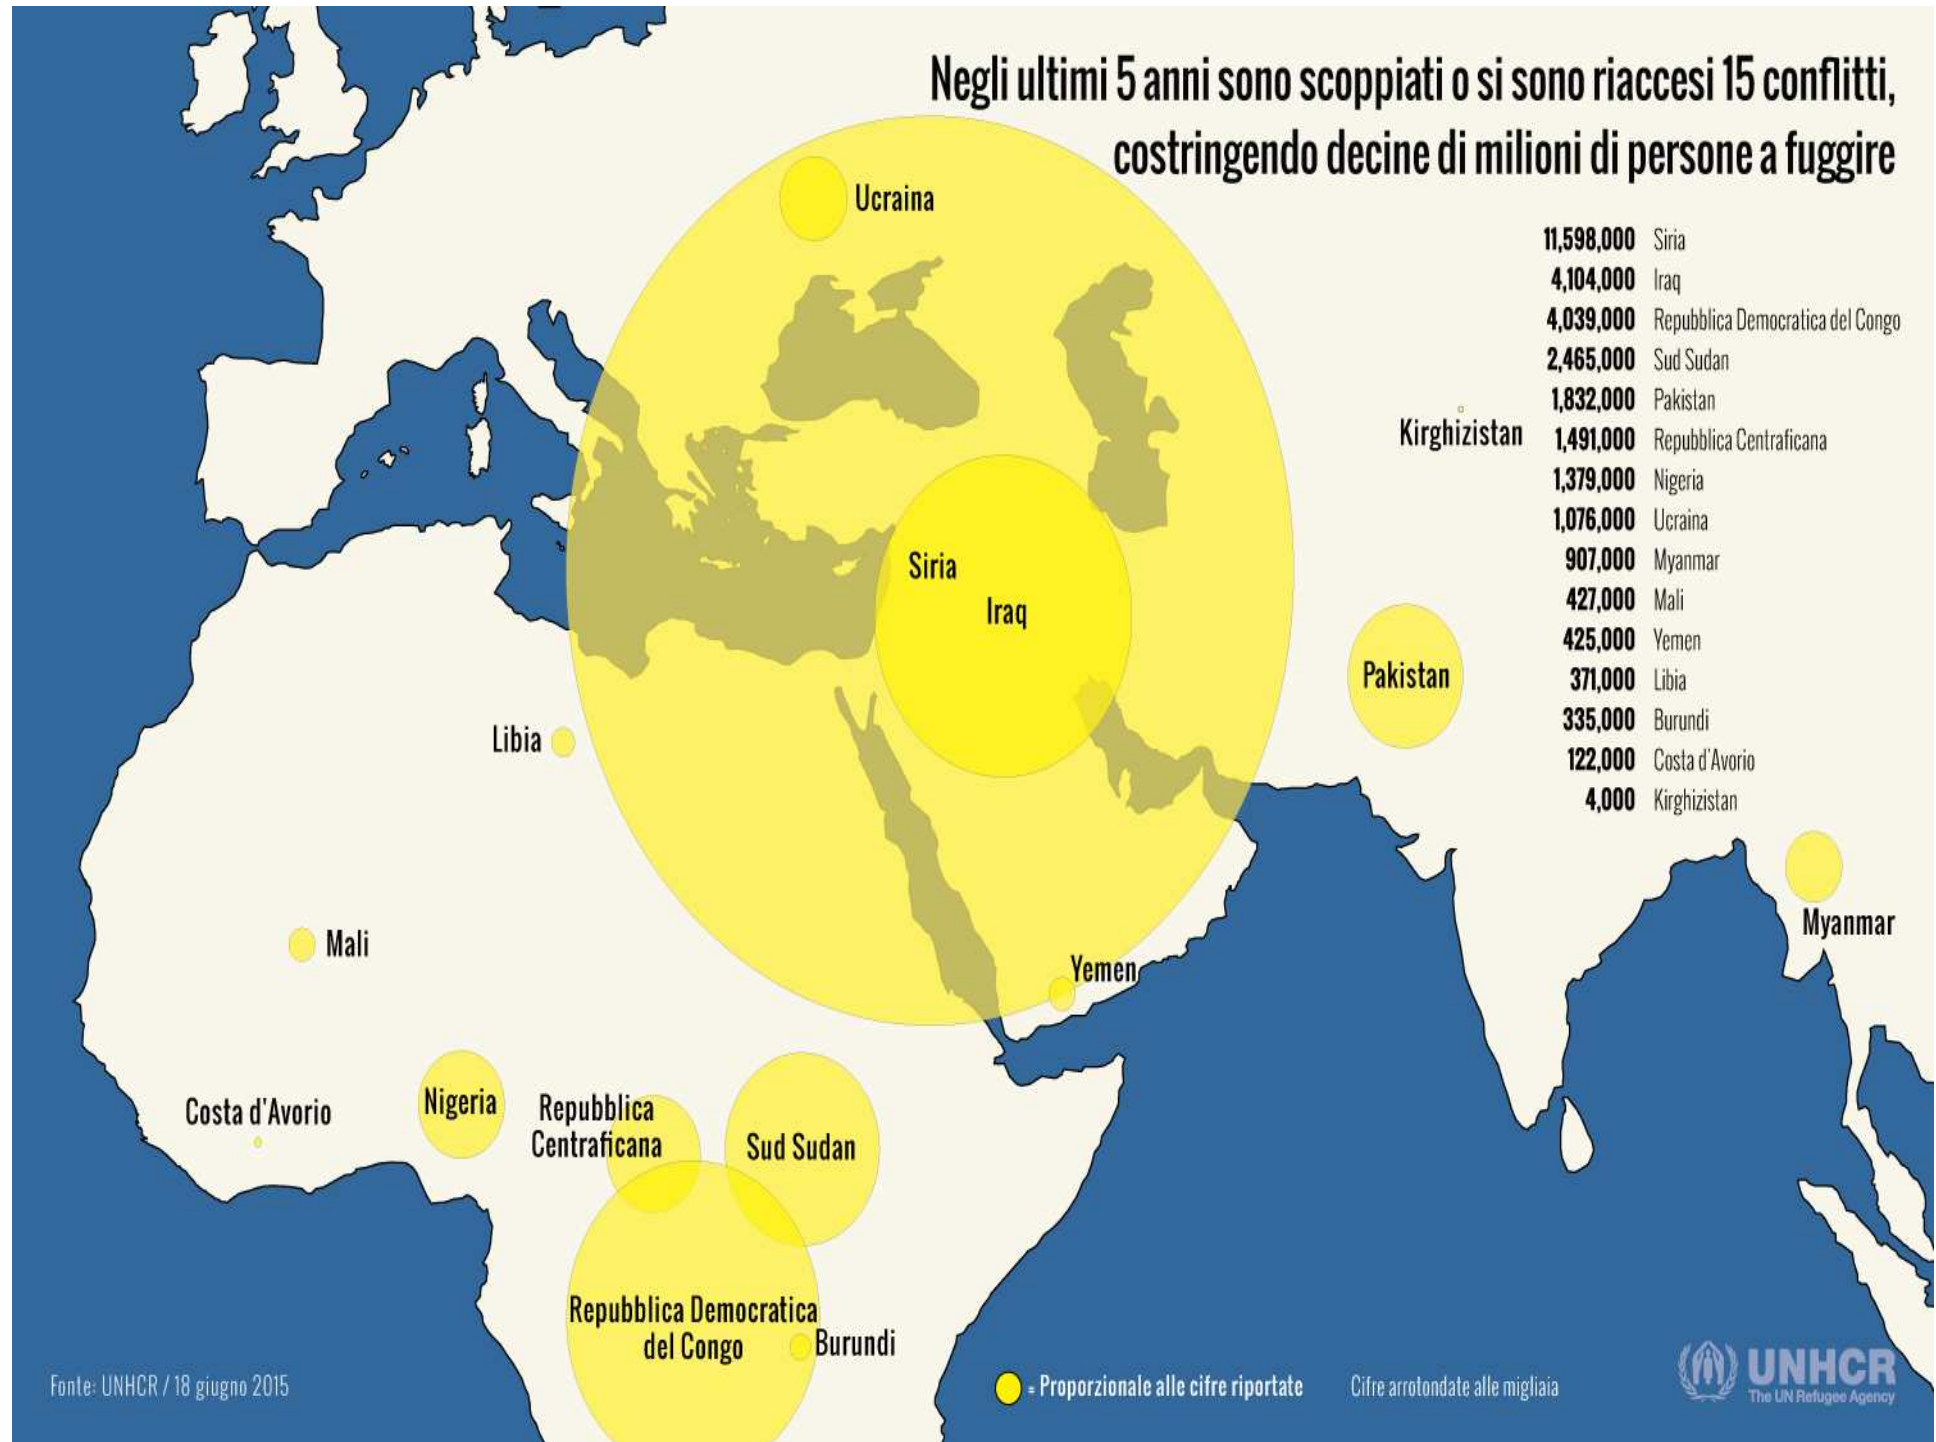 Negli ultimi 5 anni sono scoppiati o si sono riaccesi 15 conflitti,
costringendo decine di milioni di persone a fuggire
11,598,000 Siria
4,104,000 Iraq
4,039,000 Repubblica Democratica del Congo
2,465,000 Sud Sudan
1,832,000 Pakistan
1,491,000 Repubblica Centraficana
1,379,000 Nigeria
1,076,000 Ucraina
907,000 Myanmar
427,000 Mali
425,000 Yemen
371,000 Libia
335,000 Burundi
122,000 Costa d'Avorio
4,000 Kirghizistan
Ucraina
Kirghizistan
Siria
Iraq
Pakistan
Libia
Myanmar
Mali
Yemen
Nigeria
Costa d'Avorio
Repubblica
Centraficana
Sud Sudan
Repubblica Democratica
del Congo
Burundi
Fonte: UNHCR / 18 giugno 2015
= Proporzionale alle cifre riportate
Cifre arrotondate alle migliaia
UNHCR
The UN Refugee Agency